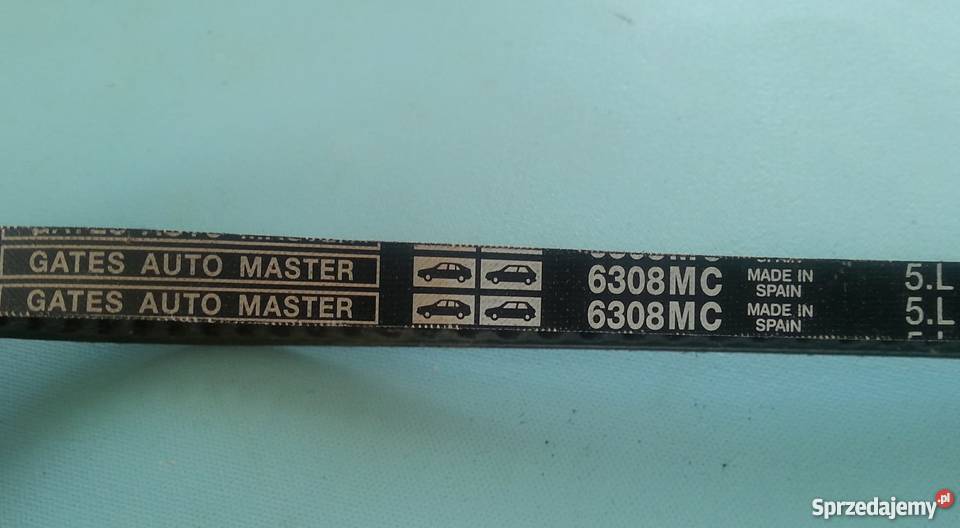 GATES AUTO MASTER 6308MC MADE IN SPAIN 5.L
GATES AUTO MASTER 6308MC MADE IN SPAIN 5.L
Sprzedajemy.pl